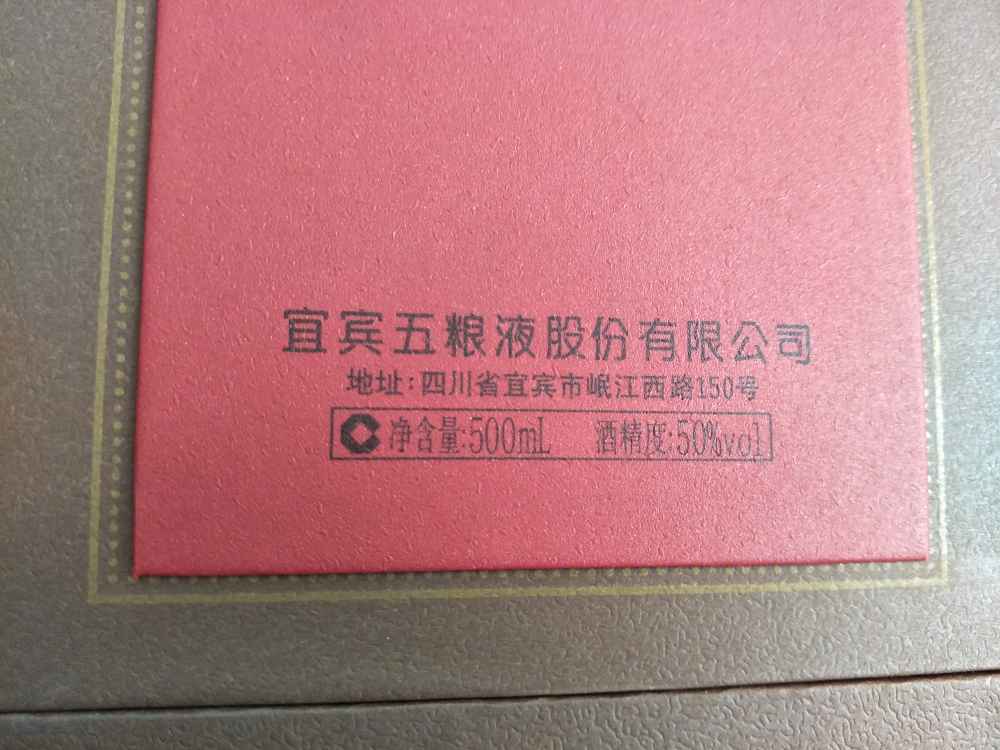 宜宾五粮液股份有限公司
地址:四川省宜宾市岷江西路150号
净含量:500mL 酒精度:50%vol